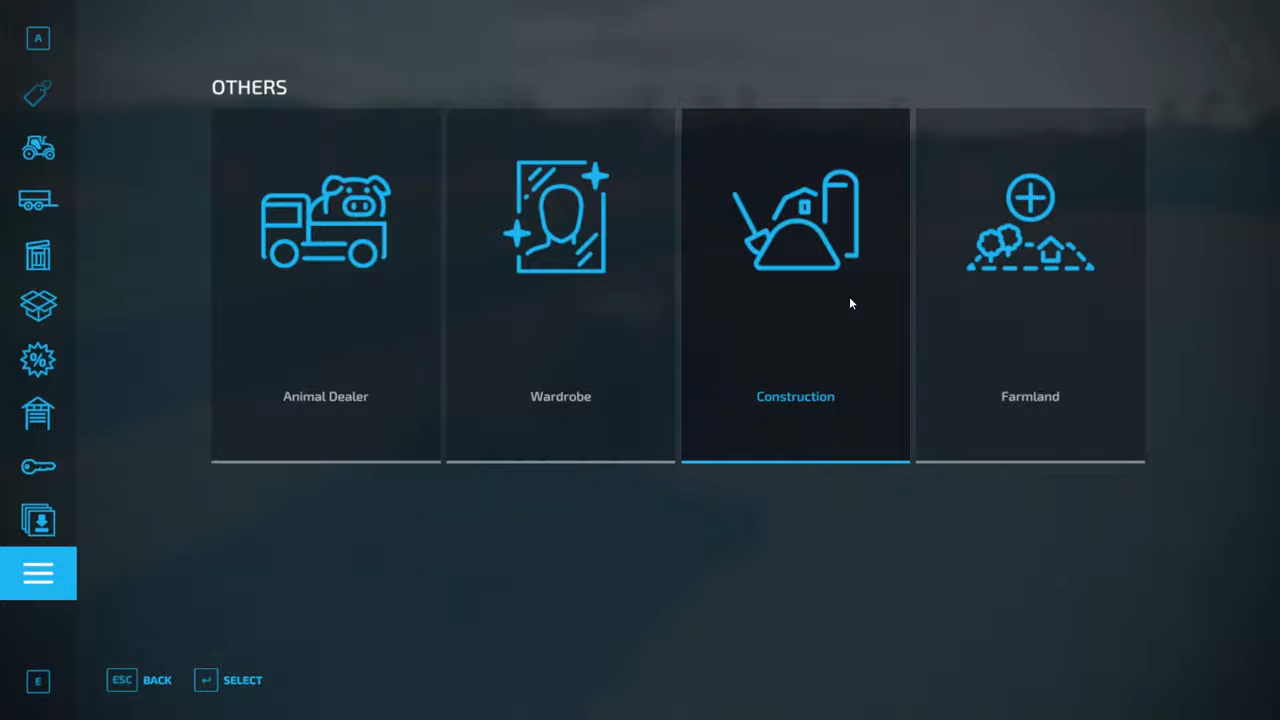 A
OTHERS
Animal Dealer
Wardrobe
Construction
Farmland
%
E
ESC BACK
↵ SELECT